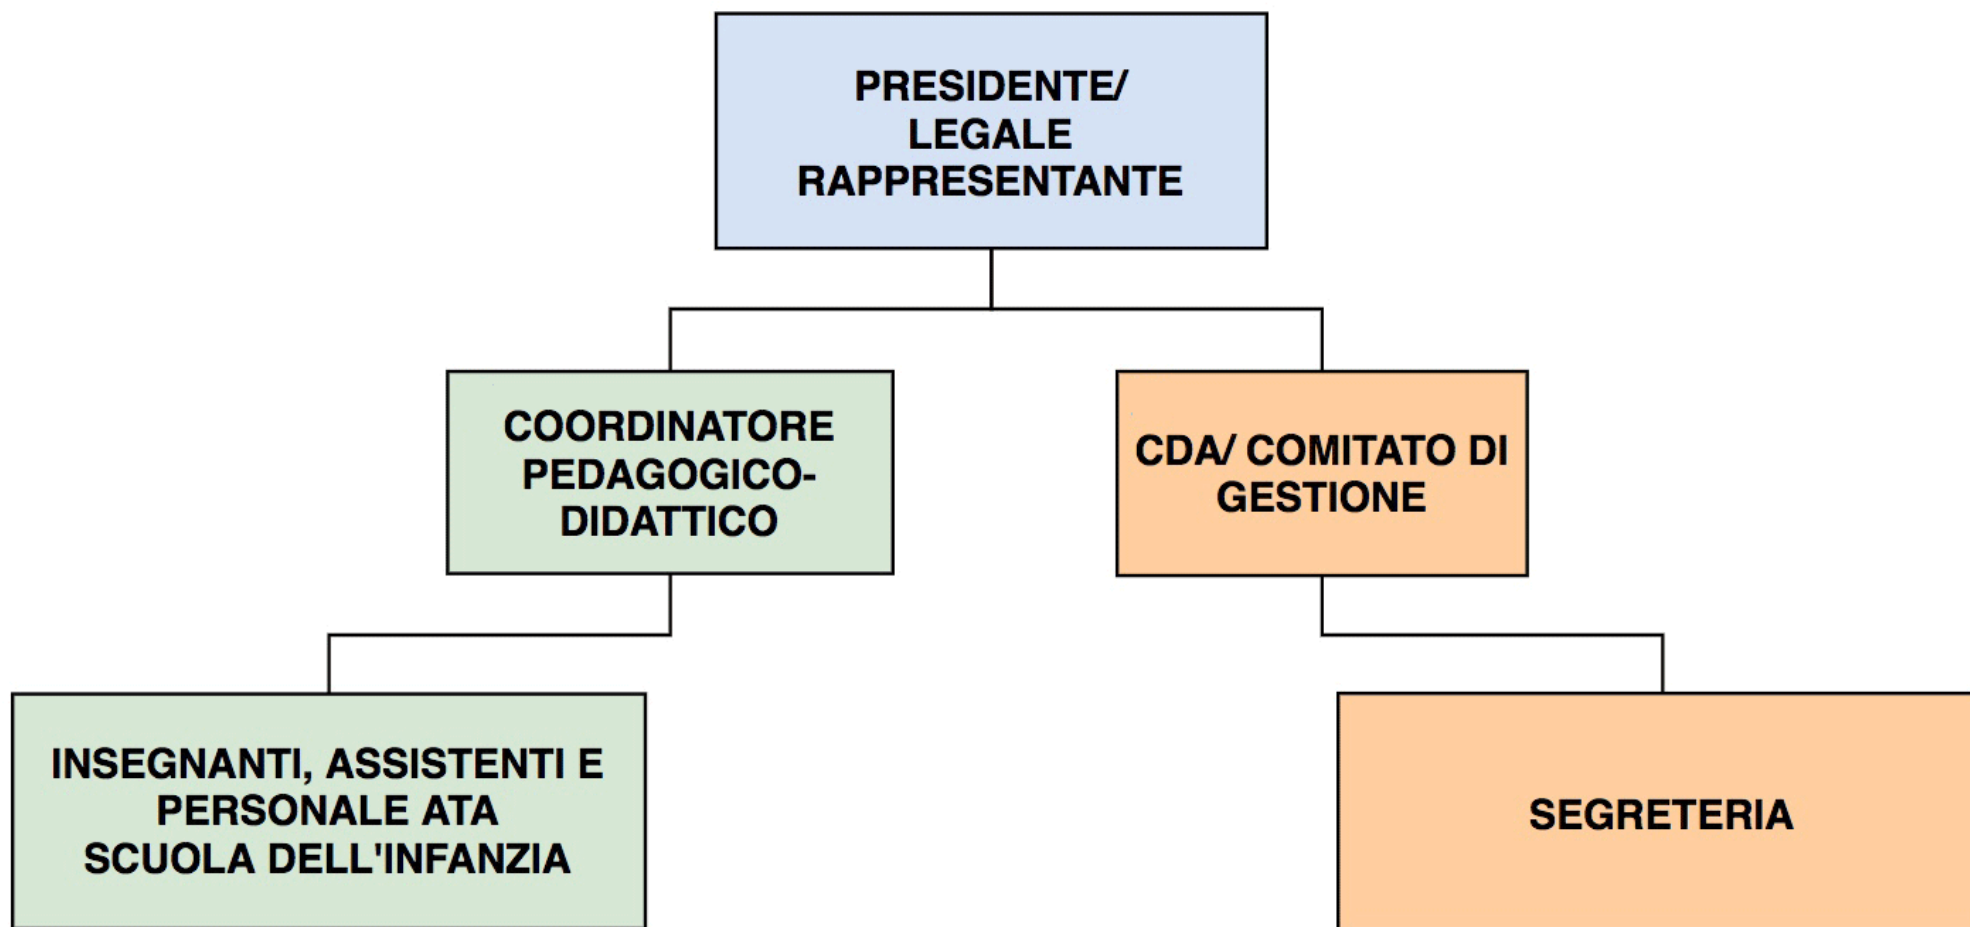 PRESIDENTE/
LEGALE
RAPPRESENTANTE
COORDINATORE
PEDAGOGICO-
DIDATTICO
CDA/ COMITATO DI
GESTIONE
INSEGNANTI, ASSISTENTI E
PERSONALE ATA
SCUOLA DELL'INFANZIA
SEGRETERIA